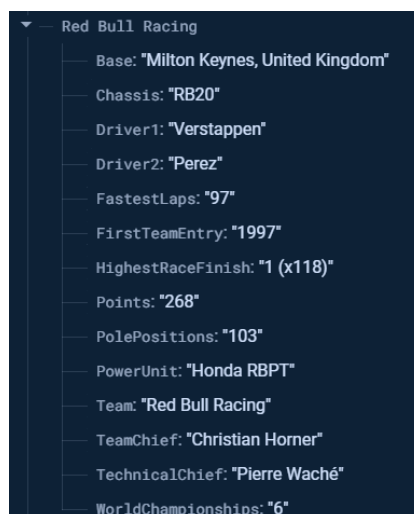 Red Bull Racing
Base: "Milton Keynes, United Kingdom"
Chassis: "RB20"
Driver1: "Verstappen"
Driver2: "Perez"
FastestLaps: "97"
FirstTeamEntry: "1997"
HighestRaceFinish: "1 (x118)"
Points: "268"
PolePositions: "103"
PowerUnit: "Honda RBPT"
Team: "Red Bull Racing"
TeamChief: "Christian Horner"
TechnicalChief: "Pierre Waché"
WorldChampionships: "6"